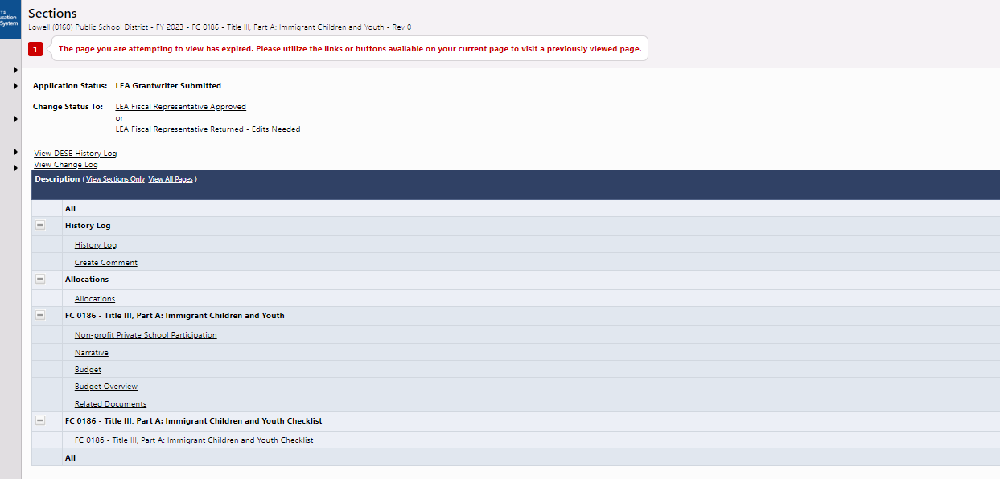 System
Sections
Lowell (0160) Public School District - FY 2023 - FC 0186 - Title III, Part A: Immigrant Children and Youth - Rev 0
1
The page you are attempting to view has expired. Please utilize the links or buttons available on your current page to visit a previously viewed page.
Application Status: LEA Grantwriter Submitted
Change Status To: LEA Fiscal Representative Approved
or
LEA Fiscal Representative Returned - Edits Needed
View DESE History Log
View Change Log
Description ( View Sections Only View All Pages )
All
History Log
History Log
Create Comment
Allocations
Allocations
FC 0186 - Title III, Part A: Immigrant Children and Youth
Non-profit Private School Participation
Narrative
Budget
Budget Overview
Related Documents
FC 0186 - Title III, Part A: Immigrant Children and Youth Checklist
FC 0186 - Title III, Part A: Immigrant Children and Youth Checklist
All